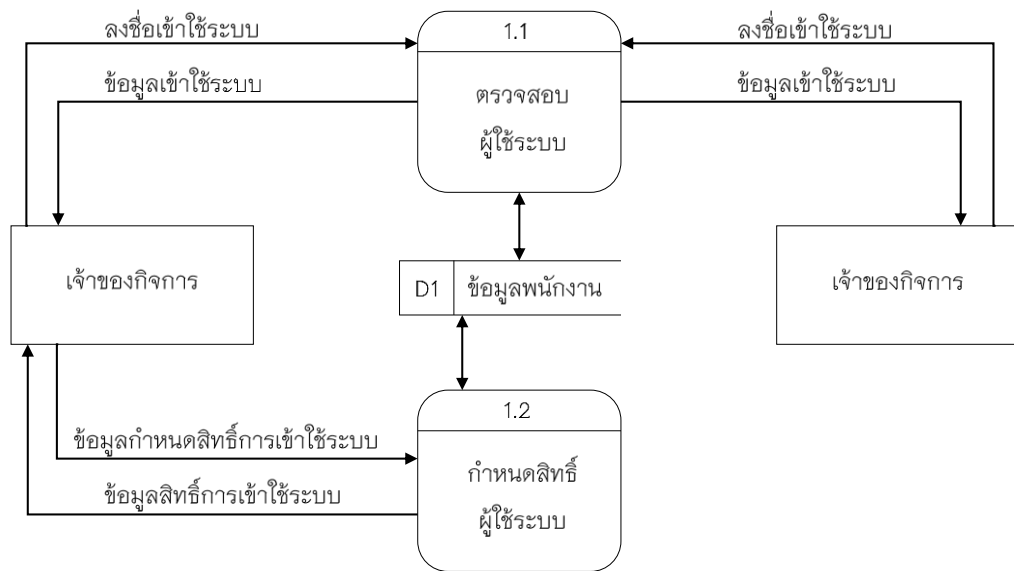 ลงชื่อเข้าใช้ระบบ
1.1
ลงชื่อเข้าใช้ระบบ
ข้อมูลเข้าใช้ระบบ
ตรวจสอบ
ผู้ใช้ระบบ
ข้อมูลเข้าใช้ระบบ
เจ้าของกิจการ
D1
ข้อมูลพนักงาน
เจ้าของกิจการ
1.2
ข้อมูลกำหนดสิทธิ์การเข้าใช้ระบบ
ข้อมูลสิทธิ์การเข้าใช้ระบบ
กำหนดสิทธิ์
ผู้ใช้ระบบ